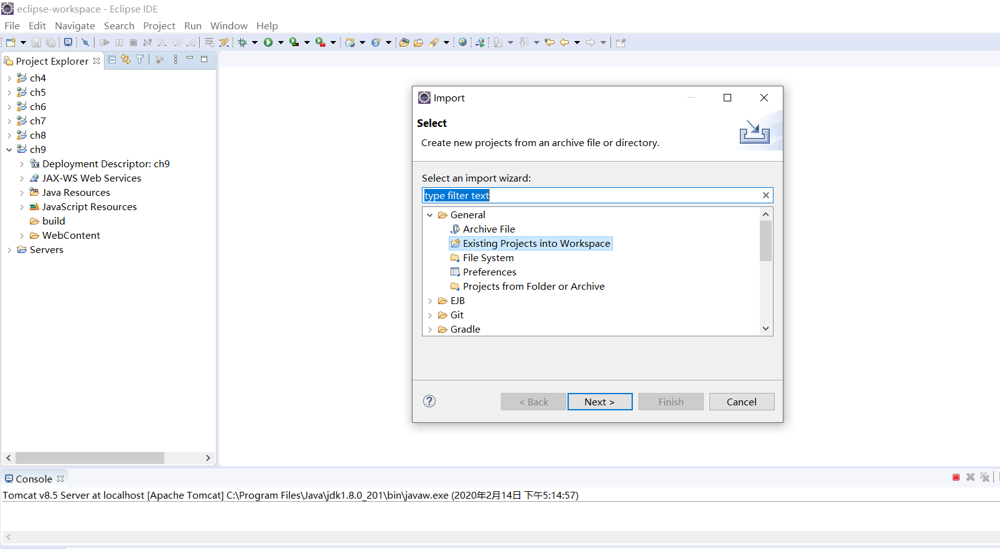 eclipse-workspace - Eclipse IDE
File Edit Navigate Search Project Run Window Help
Project Explorer
ch4
ch5
ch6
ch7
ch8
ch9
3.0 Deployment Descriptor: ch9
JAX-WS Web Services
Java Resources
JavaScript Resources
build
WebContent
Servers
Import
Select
Create new projects from an archive file or directory.
Select an import wizard:
type filter text
General
Archive File
Existing Projects into Workspace
File System
Preferences
Projects from Folder or Archive
EJB
Git
Gradle
< Back Next > Finish Cancel
Console
Tomcat v8.5 Server at localhost [Apache Tomcat] C:\Program Files\Java\jdk1.8.0_201\bin\javaw.exe (2020年2月14日 下午5:14:57)